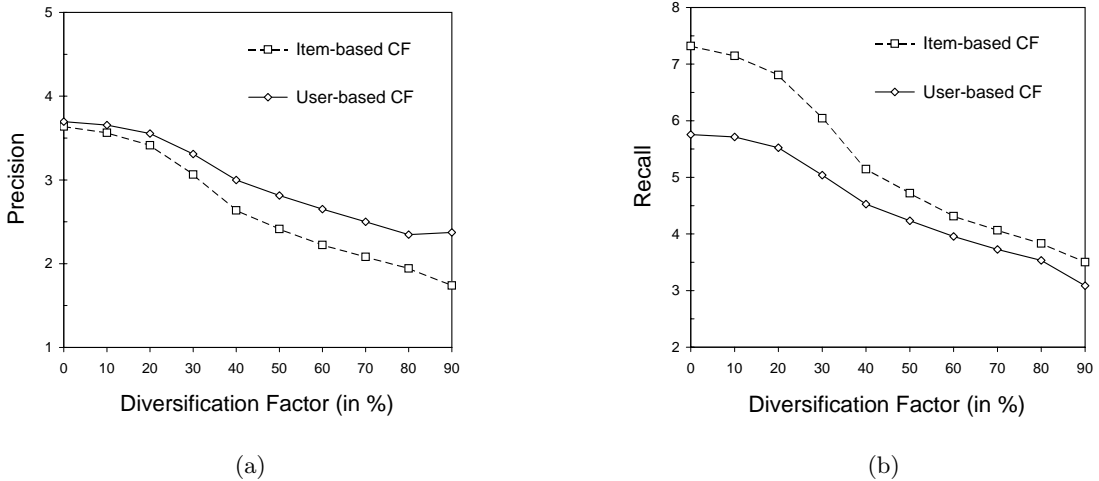 5
4
3
2
1
Precision
Item-based CF
User-based CF
0 10 20 30 40 50 60 70 80 90
Diversification Factor (in %)
(a)
8
7
6
5
4
3
2
Recall
Item-based CF
User-based CF
0 10 20 30 40 50 60 70 80 90
Diversification Factor (in %)
(b)